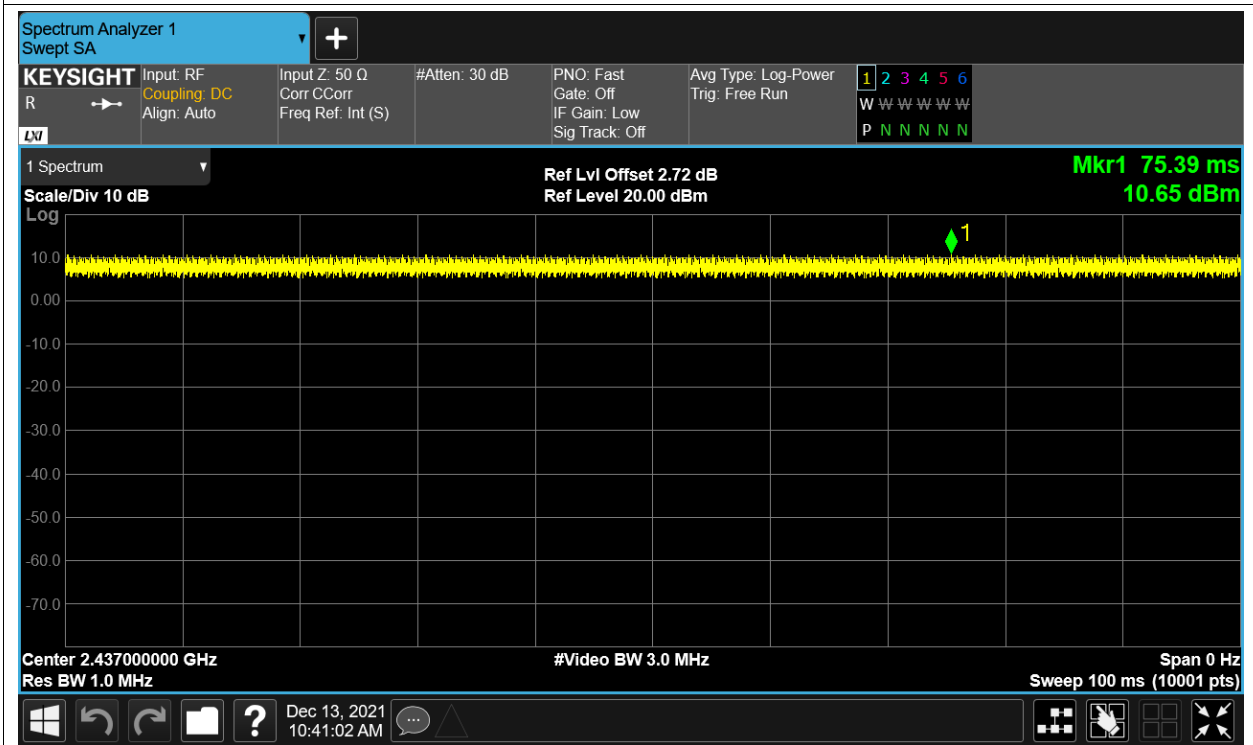 Spectrum Analyzer 1
Swept SA
KEYSIGHT
R
LXI
Input: RF
Coupling: DC
Align: Auto
Input Z: 50 Ω
Corr CCorr
Freq Ref: Int (S)
#Atten: 30 dB
PNO: Fast
Gate: Off
IF Gain: Low
Sig Track: Off
Avg Type: Log-Power
Trig: Free Run
1 2 3 4 5 6
W W W W W W
P N N N N N
1 Spectrum
Scale/Div 10 dB
Ref Lvl Offset 2.72 dB
Ref Level 20.00 dBm
Mkr1 75.39 ms
10.65 dBm
Log
1
10.0
0.00
-10.0
-20.0
-30.0
-40.0
-50.0
-60.0
-70.0
Center 2.437000000 GHz
#Video BW 3.0 MHz
Span 0 Hz
Res BW 1.0 MHz
Sweep 100 ms (10001 pts)
?
Dec 13, 2021
10:41:02 AM